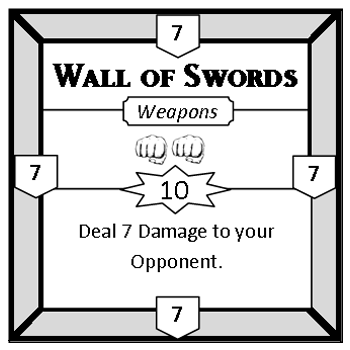 7
WALL OF SWORDS
Weapons
7
10
7
Deal 7 Damage to your
Opponent.
7